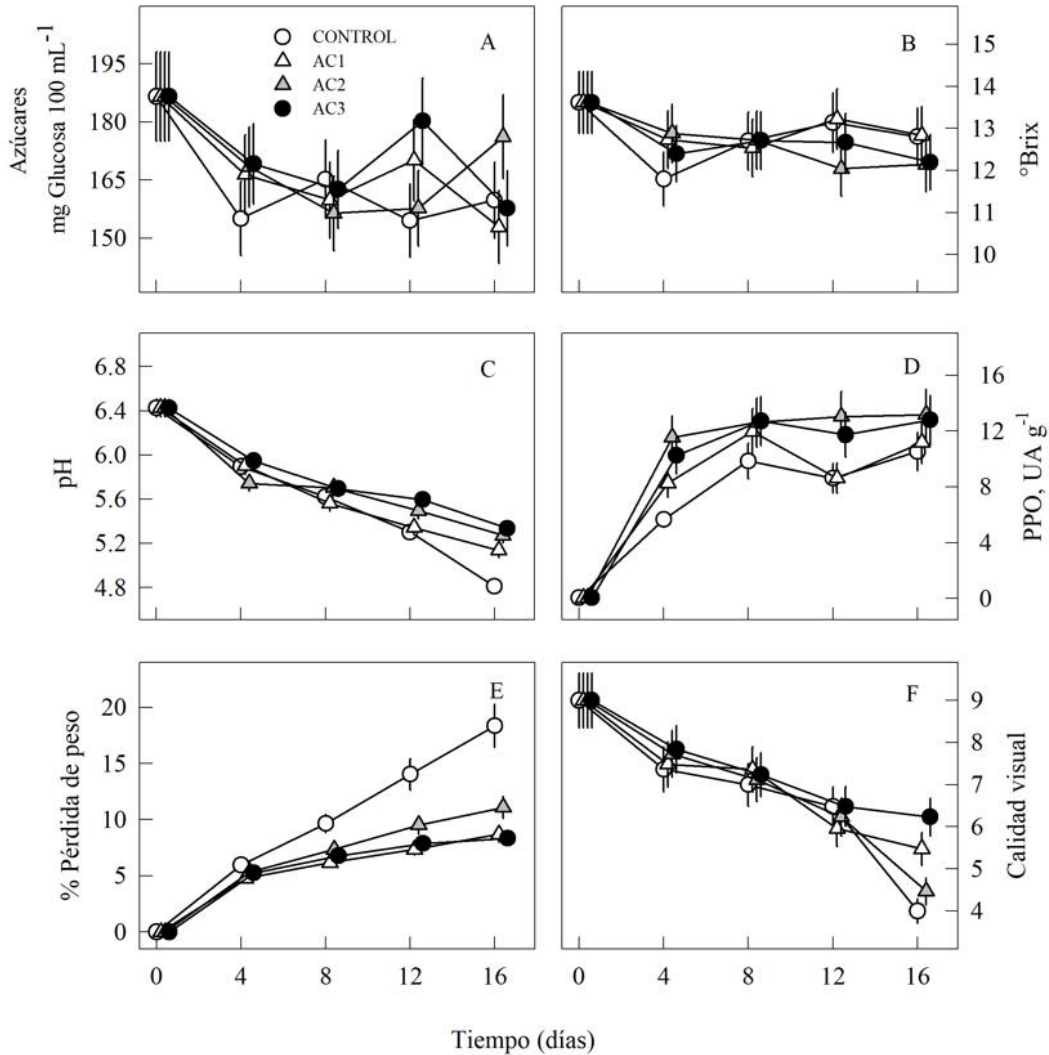 A
CONTROL
AC1
AC2
AC3
Azúcares
mg Glucosa 100 mL⁻¹
195
180
165
150
B
15
14
13
12
11
10
°Brix
C
pH
6.8
6.4
6.0
5.6
5.2
4.8
D
16
12
8
4
0
PPO, UA g⁻¹
E
% Pérdida de peso
20
15
10
5
0
0
4
8
12
16
F
9
8
7
6
5
4
Calidad visual
0
4
8
12
16
Tiempo (días)